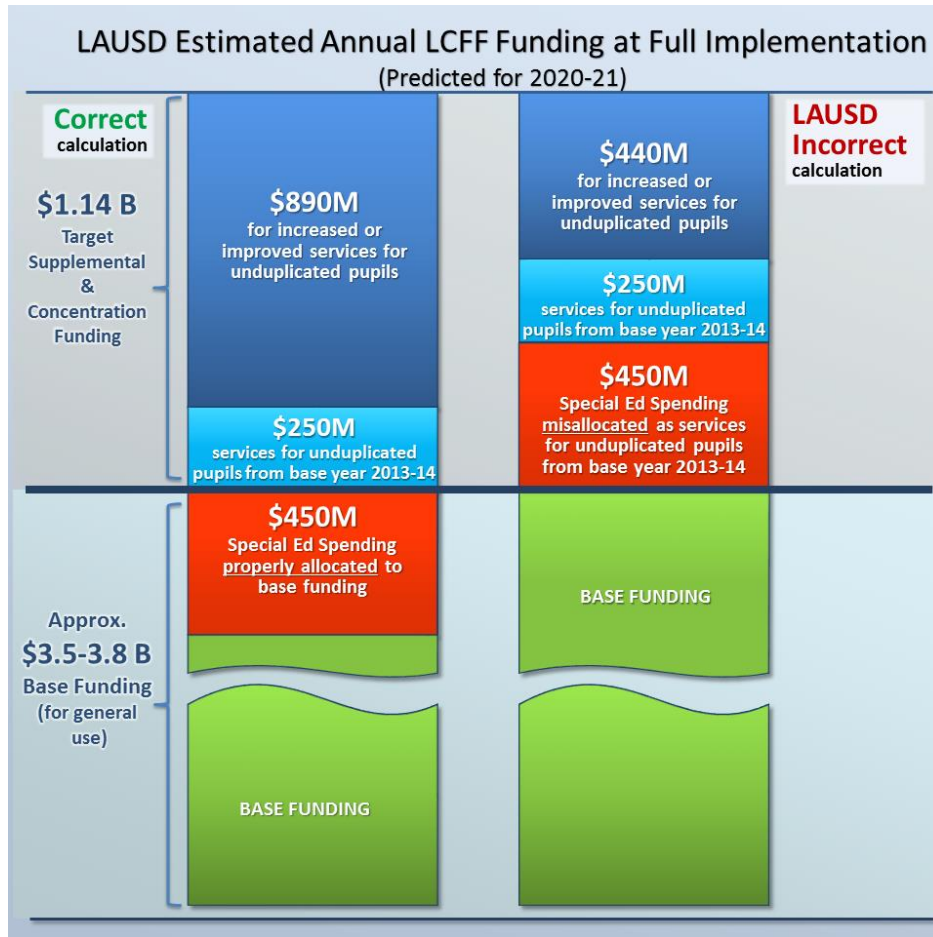 LAUSD Estimated Annual LCFF Funding at Full Implementation
(Predicted for 2020-21)
Correct
calculation
$1.14 B
Target
Supplemental
&
Concentration
Funding
$890M
for increased or
improved services for
unduplicated pupils
$250M
services for unduplicated
pupils from base year 2013-14
$440M
for increased or
improved services for
unduplicated pupils
$250M
services for unduplicated
pupils from base year 2013-14
$450M
Special Ed Spending
misallocated as services
for unduplicated pupils
from base year 2013-14
LAUSD
Incorrect
calculation
Approx.
$3.5-3.8 B
Base Funding
(for general
use)
$450M
Special Ed Spending
properly allocated to
base funding
BASE FUNDING
BASE FUNDING